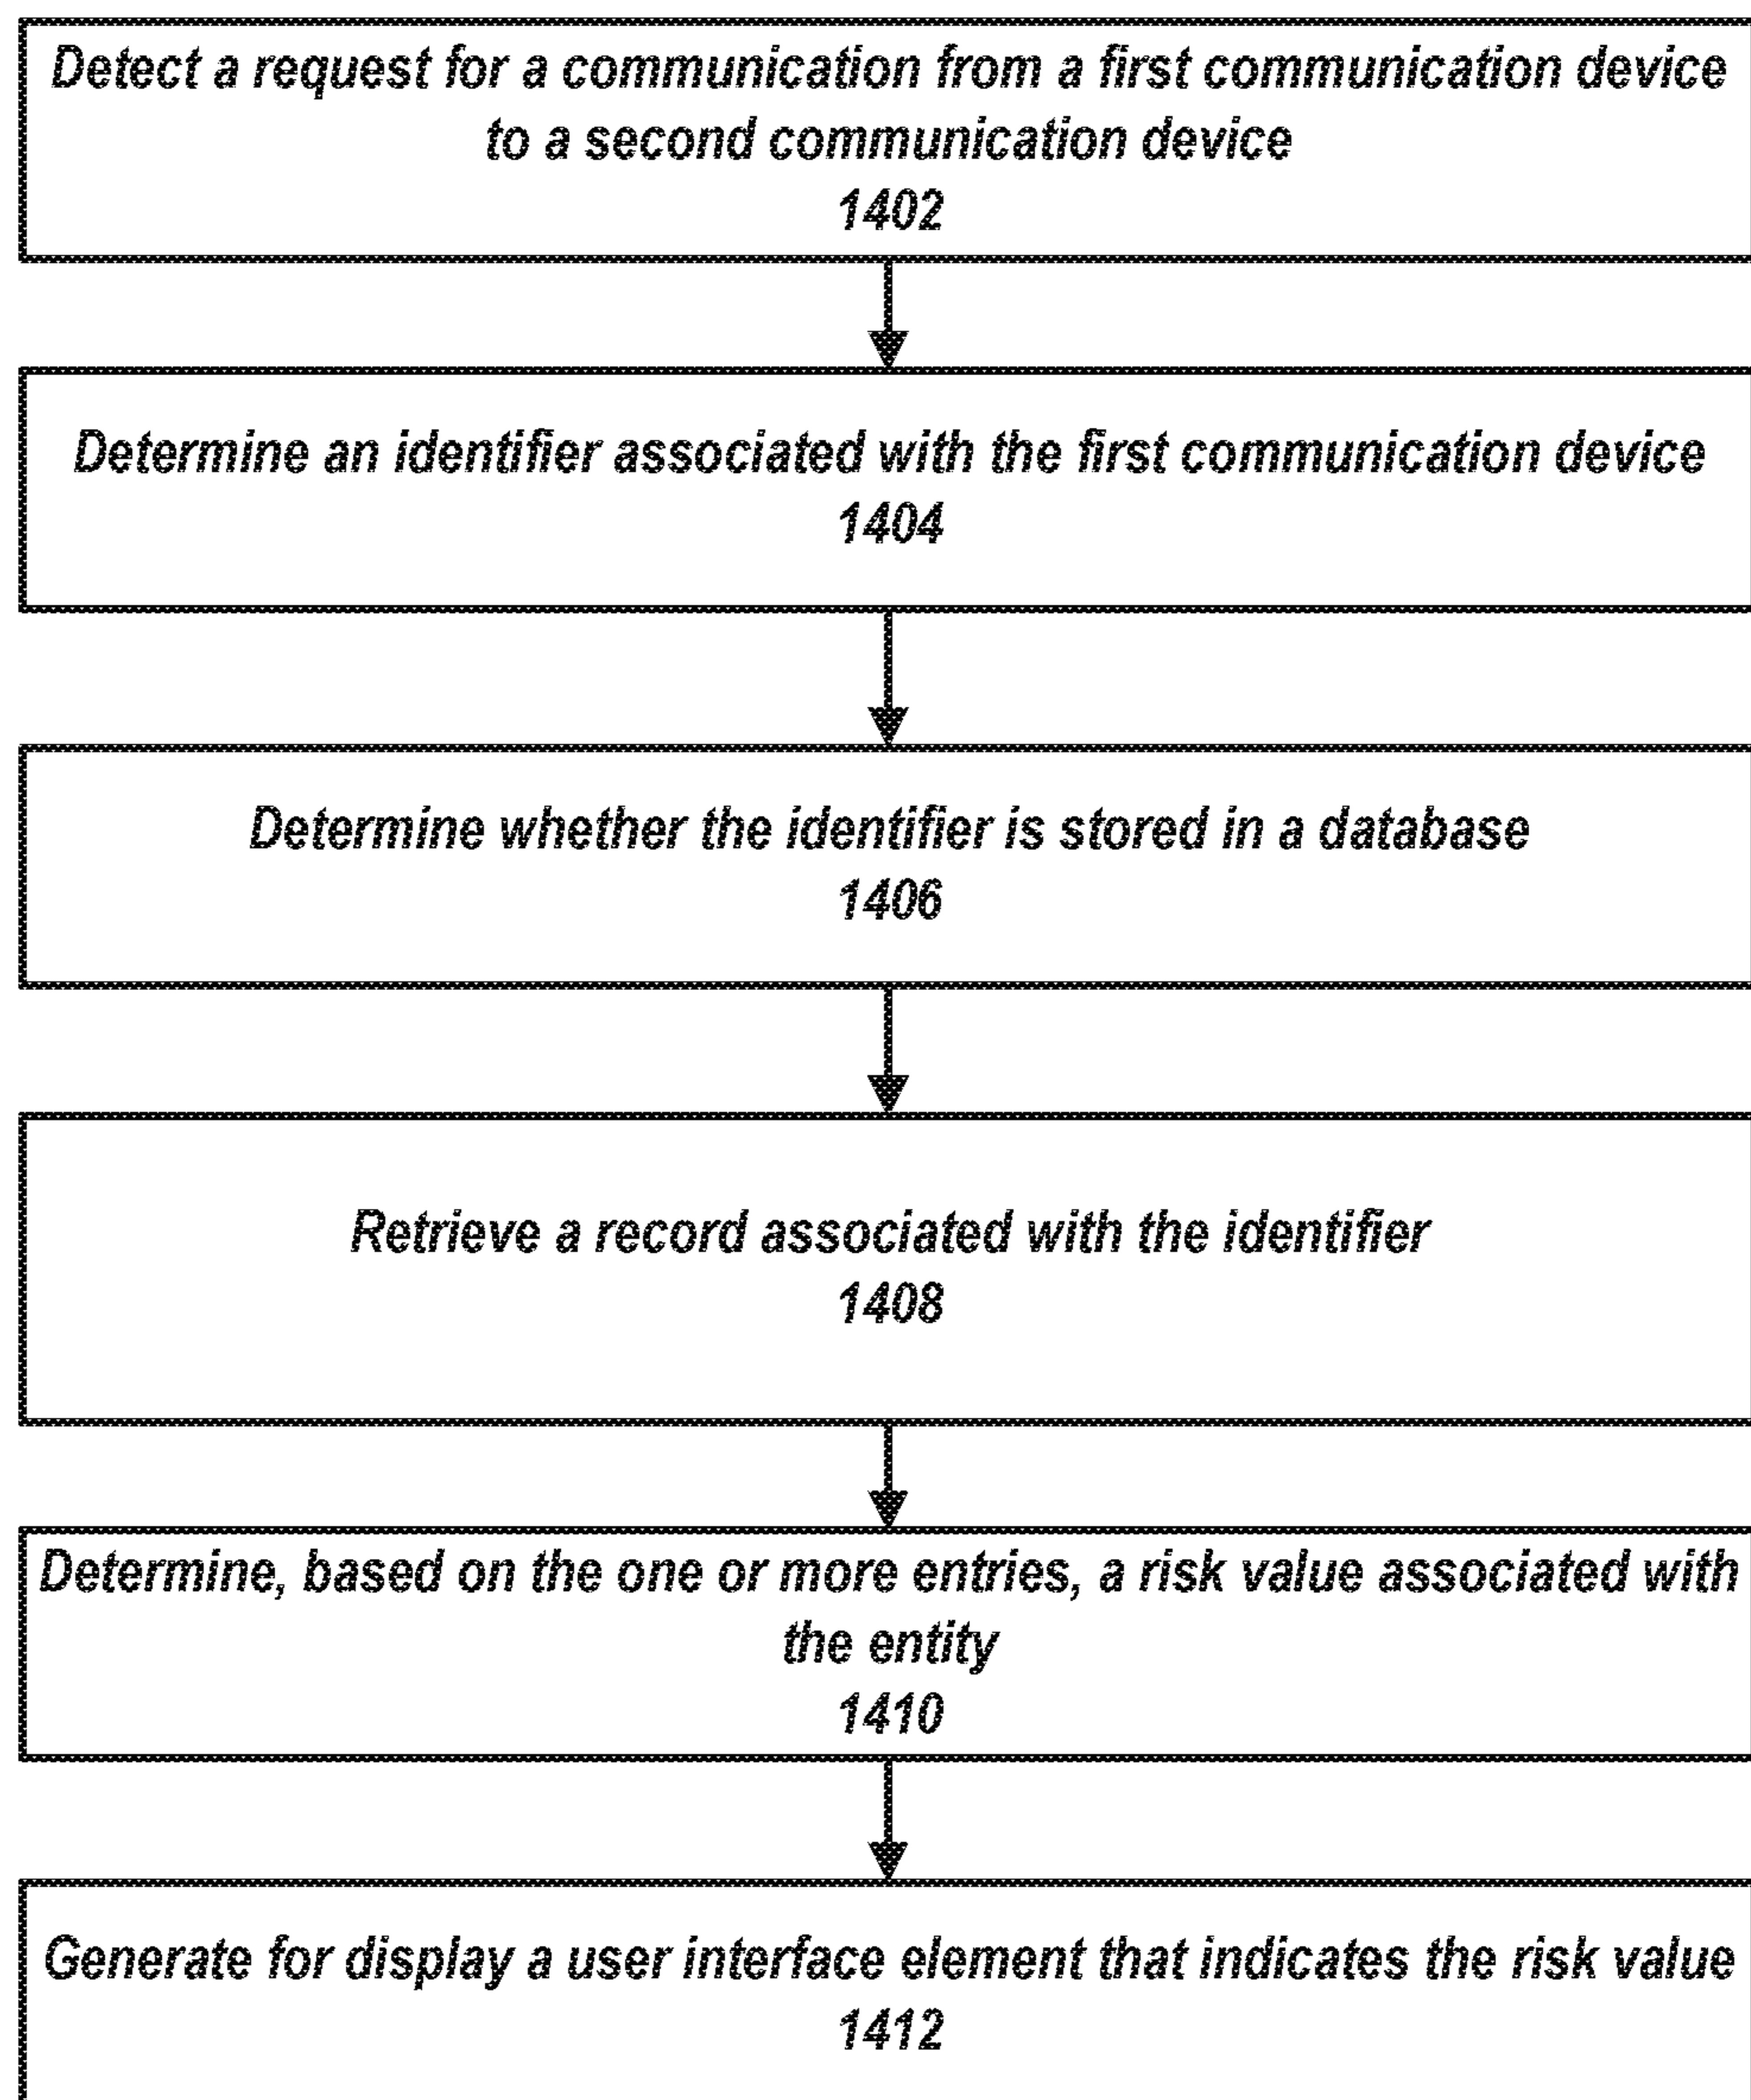 Detect a request for a communication from a first communication device
to a second communication device
1402
Determine an identifier associated with the first communication device
1404
Determine whether the identifier is stored in a database
1406
Retrieve a record associated with the identifier
1408
Determine, based on the one or more entries, a risk value associated with
the entity
1410
Generate for display a user interface element that indicates the risk value
1412